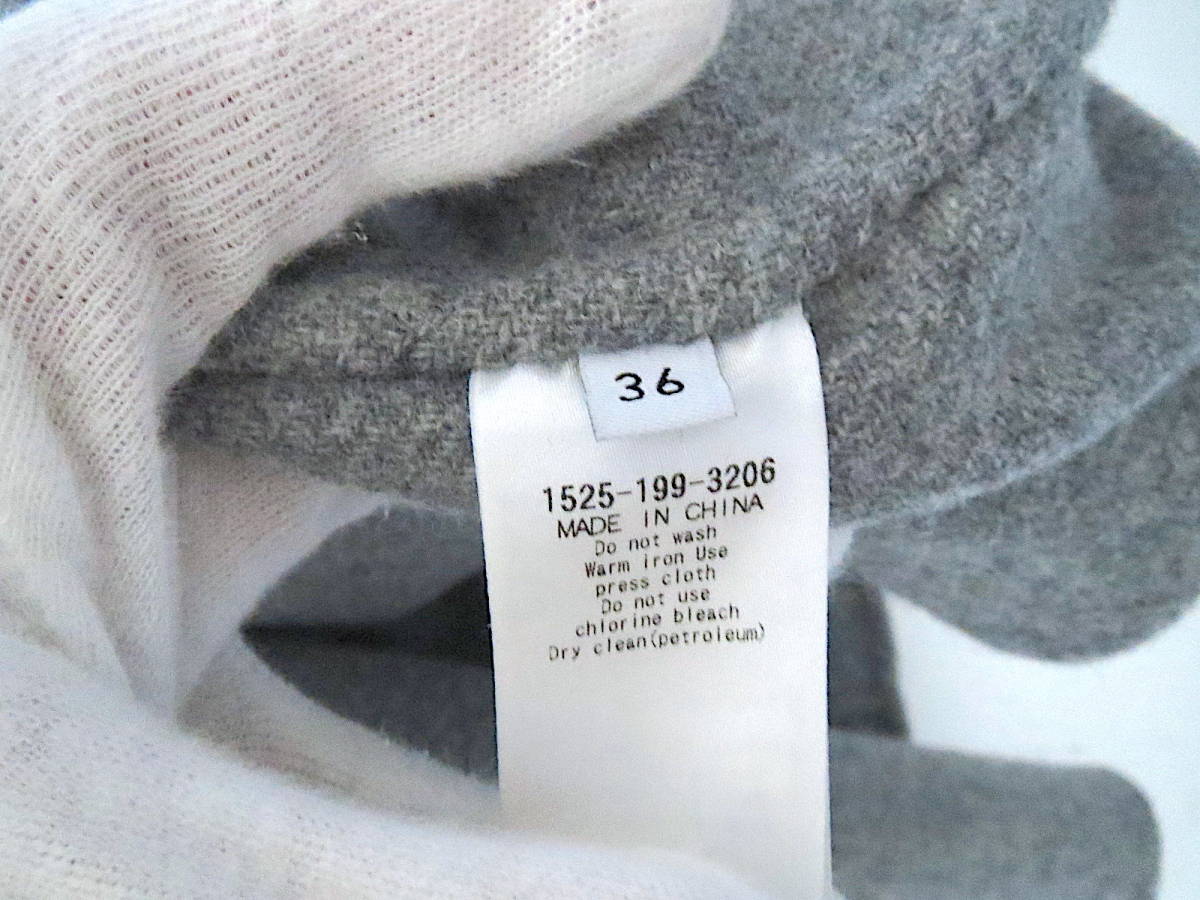 36
1525-199-3206
MADE IN CHINA
Do not wash
Warm iron Use
press cloth
Do not use
chlorine bleach
Dry clean(petroleum)